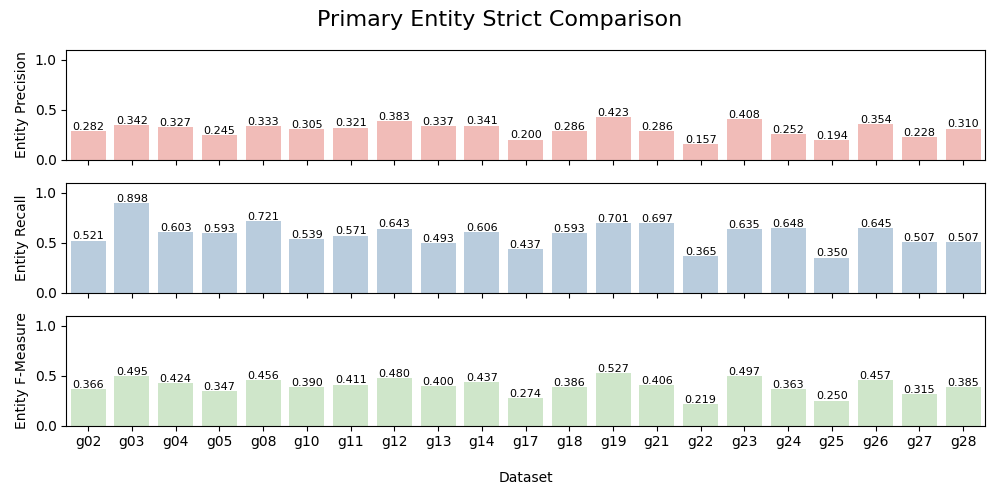 Primary Entity Strict Comparison
Entity Precision
1.0
0.5
0.0
0.282 0.342 0.327 0.245 0.333 0.305 0.321 0.383 0.337 0.341 0.200 0.286 0.423 0.286 0.157 0.408 0.252 0.194 0.354 0.228 0.310
Entity Recall
1.0
0.5
0.0
0.521 0.898 0.603 0.593 0.721 0.539 0.571 0.643 0.493 0.606 0.437 0.593 0.701 0.697 0.365 0.635 0.648 0.350 0.645 0.507 0.507
Entity F-Measure
1.0
0.5
0.0
0.366 0.495 0.424 0.347 0.456 0.390 0.411 0.480 0.400 0.437 0.274 0.386 0.527 0.406 0.219 0.497 0.363 0.250 0.457 0.315 0.385
g02 g03 g04 g05 g08 g10 g11 g12 g13 g14 g17 g18 g19 g21 g22 g23 g24 g25 g26 g27 g28
Dataset